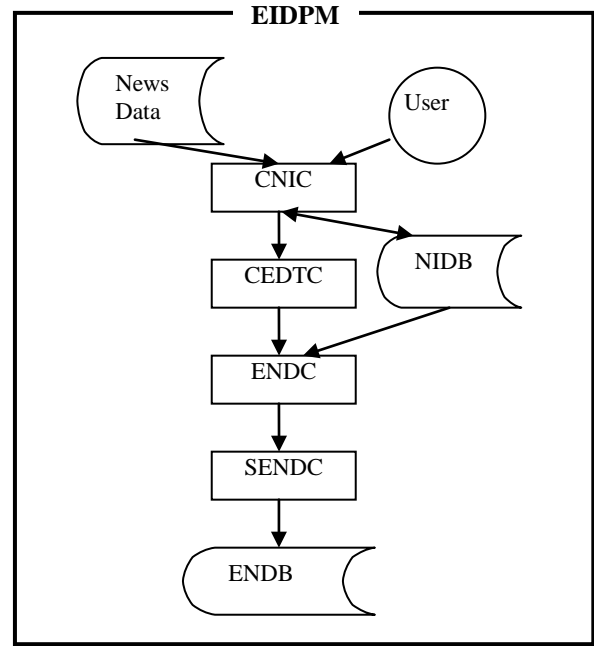 EIDPM
News
Data
User
CNIC
NIDB
CEDTC
ENDC
SENDC
ENDB